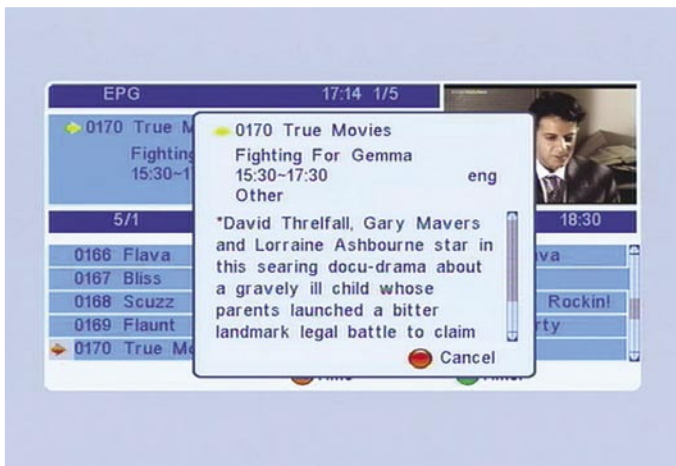 EPG 17:14 1/5
0170 True M
Fighting
15:30~1
0170 True Movies
Fighting For Gemma
15:30~17:30 eng
Other
*David Threlfall, Gary Mavers
and Lorraine Ashbourne star in
this searing docu-drama about
a gravely ill child whose
parents launched a bitter
landmark legal battle to claim
Cancel
5/1 18:30
0166 Flava va
0167 Bliss
0168 Scuzz Rockin!
0169 Flaunt rty
0170 True Mo